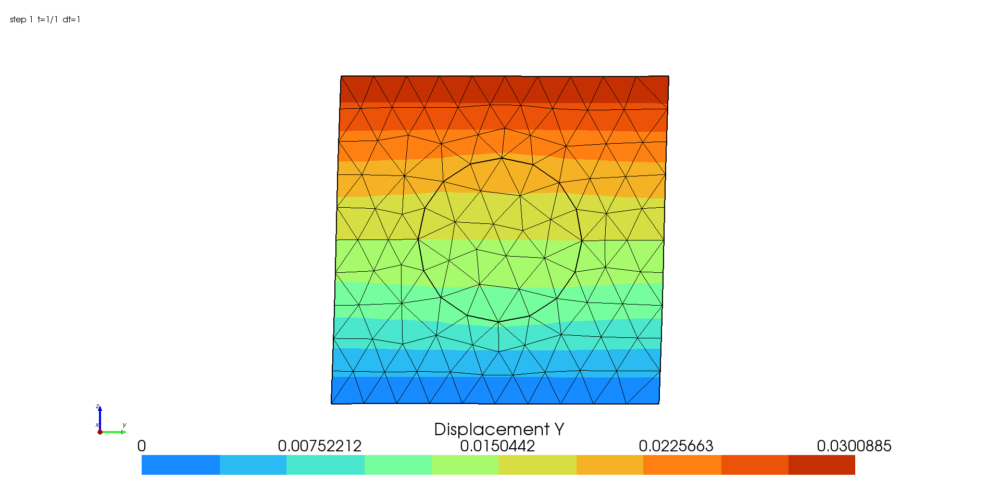 step 1 t=1/1 dt=1
z
x
y
Displacement Y
0 0.00752212 0.0150442 0.0225663 0.0300885